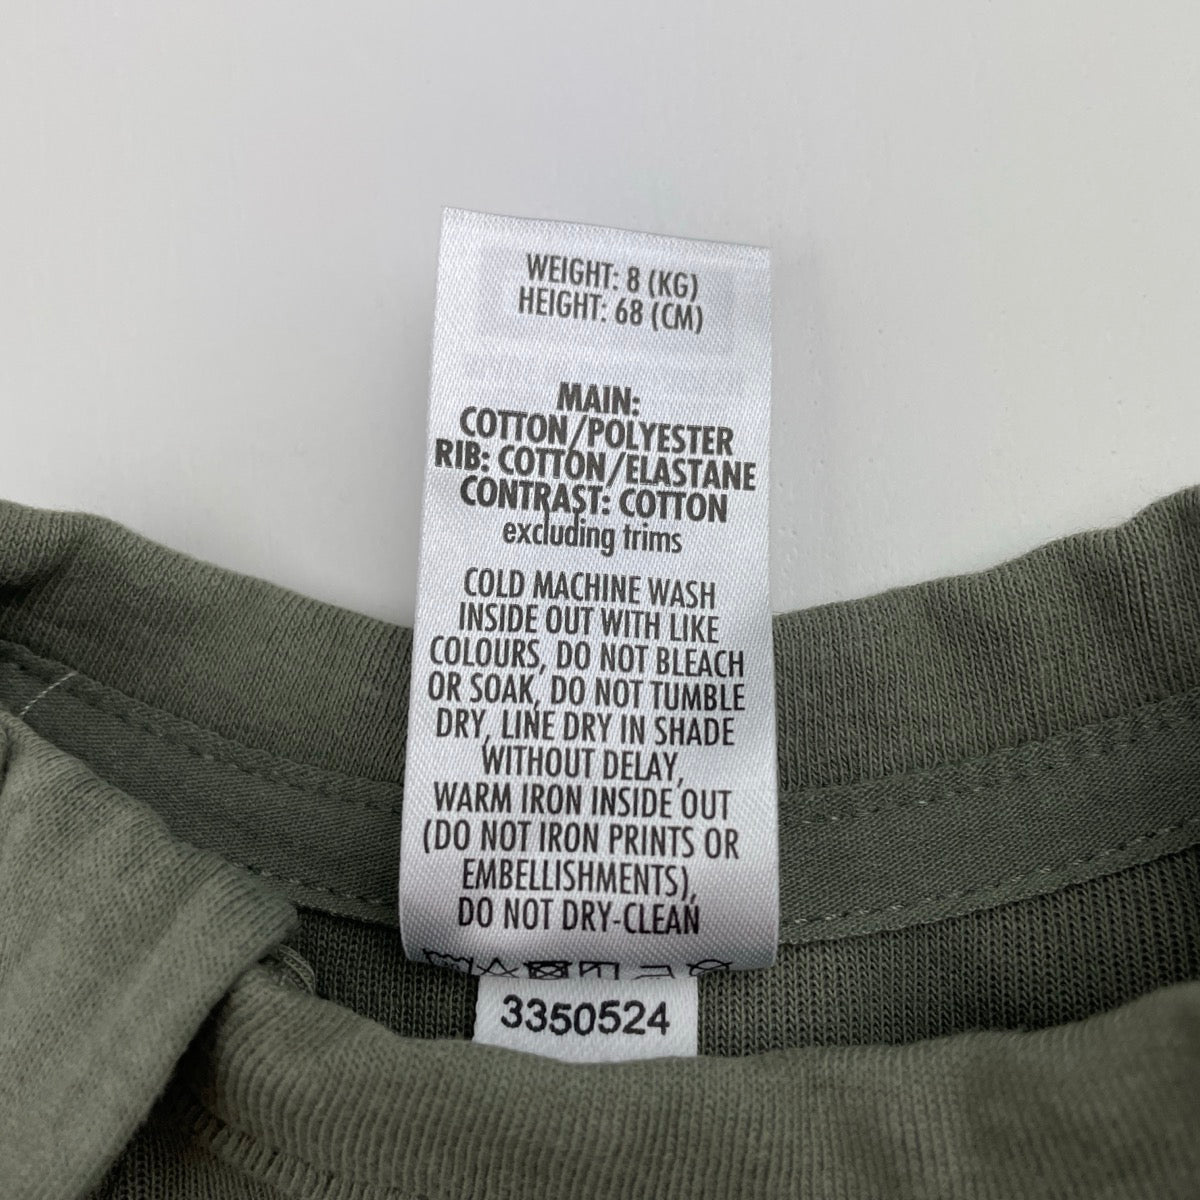 WEIGHT: 8 (KG)
HEIGHT: 68 (CM)
MAIN:
COTTON/POLYESTER
RIB: COTTON/ELASTANE
CONTRAST: COTTON
excluding trims
COLD MACHINE WASH
INSIDE OUT WITH LIKE
COLOURS, DO NOT BLEACH
OR SOAK, DO NOT TUMBLE
DRY, LINE DRY IN SHADE
WITHOUT DELAY,
WARM IRON INSIDE OUT
(DO NOT IRON PRINTS OR
EMBELLISHMENTS),
DO NOT DRY-CLEAN
3350524